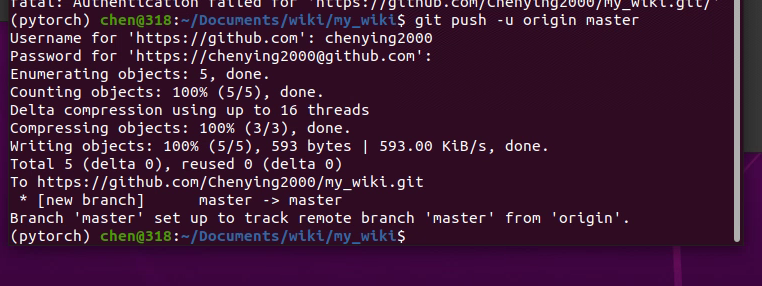 fatal: Authentication failed for 'https://github.com/Chenying2000/my_wiki.git/'
(pytorch) chen@318:~/Documents/wiki/my_wiki$ git push -u origin master
Username for 'https://github.com': chenying2000
Password for 'https://chenying2000@github.com':
Enumerating objects: 5, done.
Counting objects: 100% (5/5), done.
Delta compression using up to 16 threads
Compressing objects: 100% (3/3), done.
Writing objects: 100% (5/5), 593 bytes | 593.00 KiB/s, done.
Total 5 (delta 0), reused 0 (delta 0)
To https://github.com/Chenying2000/my_wiki.git
 * [new branch]      master -> master
Branch 'master' set up to track remote branch 'master' from 'origin'.
(pytorch) chen@318:~/Documents/wiki/my_wiki$